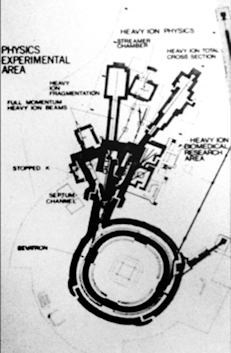 HEAVY ION PHYSICS
STREAMER
CHAMBER
PHYSICS
EXPERIMENTAL
AREA
HEAVY ION TOTAL
CROSS SECTION
HEAVY
ION
FRAGMENTATION
FULL MOMENTUM
HEAVY ION BEAMS
HEAVY ION
BIOMEDICAL
RESEARCH
AREA
STOPPED K
SEPTUM
CHANNEL
BEVATRON